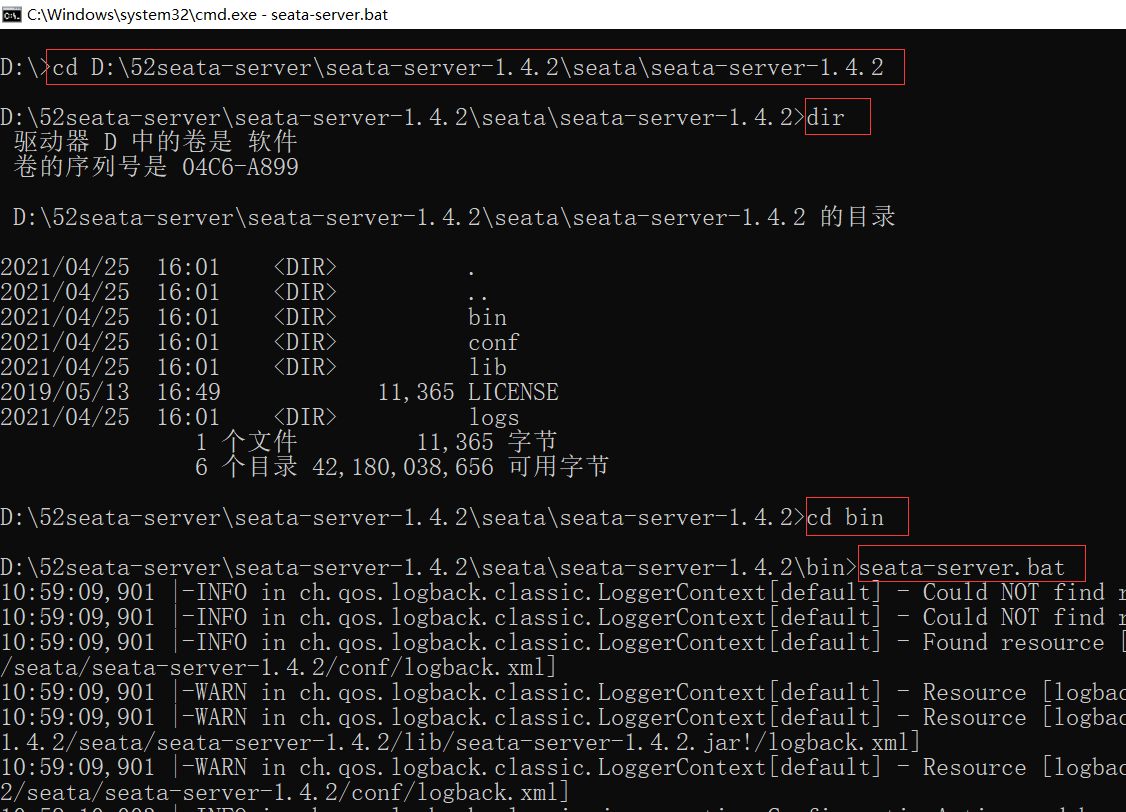 C:\Windows\system32\cmd.exe - seata-server.bat
D:\>cd D:\52seata-server\seata-server-1.4.2\seata\seata-server-1.4.2
D:\52seata-server\seata-server-1.4.2\seata\seata-server-1.4.2>dir
驱动器 D 中的卷是 软件
卷的序列号是 04C6-A899
D:\52seata-server\seata-server-1.4.2\seata\seata-server-1.4.2 的目录
2021/04/25  16:01    <DIR>          .
2021/04/25  16:01    <DIR>          ..
2021/04/25  16:01    <DIR>          bin
2021/04/25  16:01    <DIR>          conf
2021/04/25  16:01    <DIR>          lib
2019/05/13  16:49            11,365 LICENSE
2021/04/25  16:01    <DIR>          logs
1 个文件         11,365 字节
6 个目录 42,180,038,656 可用字节
D:\52seata-server\seata-server-1.4.2\seata\seata-server-1.4.2>cd bin
D:\52seata-server\seata-server-1.4.2\seata\seata-server-1.4.2\bin>seata-server.bat
10:59:09,901 |-INFO in ch.qos.logback.classic.LoggerContext[default] - Could NOT find r
10:59:09,901 |-INFO in ch.qos.logback.classic.LoggerContext[default] - Could NOT find r
10:59:09,901 |-INFO in ch.qos.logback.classic.LoggerContext[default] - Found resource [
/seata/seata-server-1.4.2/conf/logback.xml]
10:59:09,901 |-WARN in ch.qos.logback.classic.LoggerContext[default] - Resource [logbac
10:59:09,901 |-WARN in ch.qos.logback.classic.LoggerContext[default] - Resource [logbac
1.4.2/seata/seata-server-1.4.2/lib/seata-server-1.4.2.jar!/logback.xml]
10:59:09,901 |-WARN in ch.qos.logback.classic.LoggerContext[default] - Resource [logbac
2/seata/seata-server-1.4.2/conf/logback.xml]